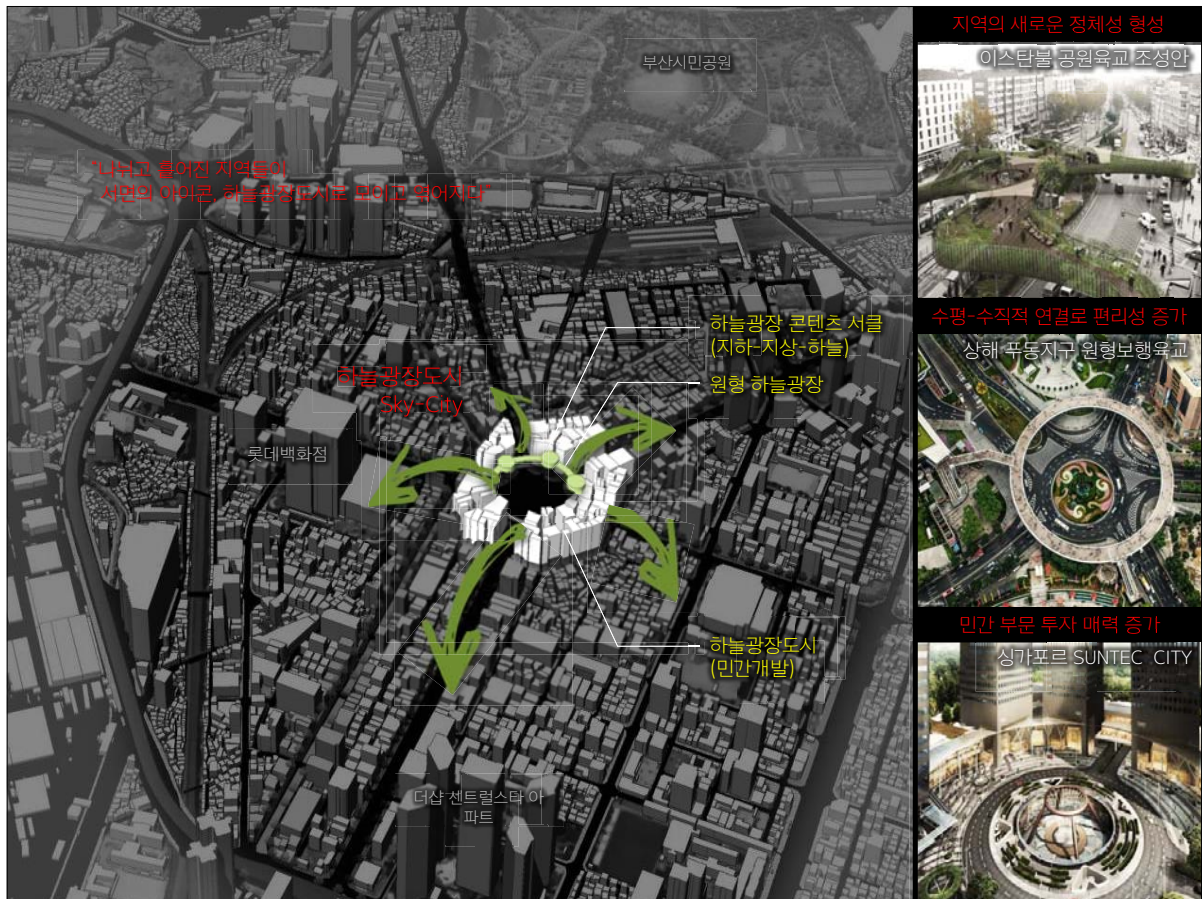 부산시민공원
"나뉘고 흩어진 지역들이
서면의 아이콘, 하늘광장도시로 모이고 이어지다"
하늘광장 콘텐츠 서클
(지하-지상-하늘)
원형 하늘광장
하늘광장도시
Sky-City
롯데백화점
하늘광장도시
(민간개발)
더샵 센트럴스타 아
파트
지역의 새로운 정체성 형성
이스탄불 공원육교 조성안
수평-수직적 연결로 편리성 증가
상해 푸동지구 원형보행육교
민간 부문 투자 매력 증가
싱가포르 SUNTEC CITY